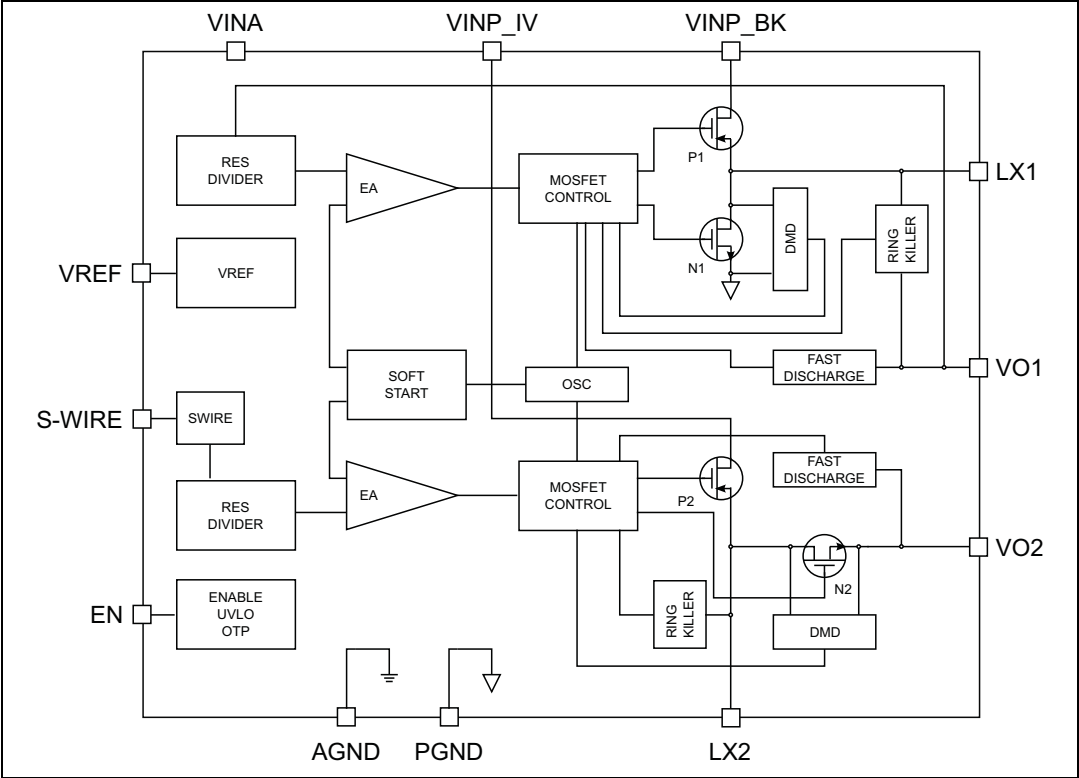 VINA
VINP_IV
VINP_BK
RES
DIVIDER
EA
MOSFET
CONTROL
P1
LX1
N1
DMD
RING
KILLER
VREF
VREF
SOFT
START
OSC
FAST
DISCHARGE
VO1
S-WIRE
SWIRE
RES
DIVIDER
EA
MOSFET
CONTROL
P2
FAST
DISCHARGE
VO2
N2
EN
ENABLE
UVLO
OTP
RING
KILLER
DMD
AGND
PGND
LX2